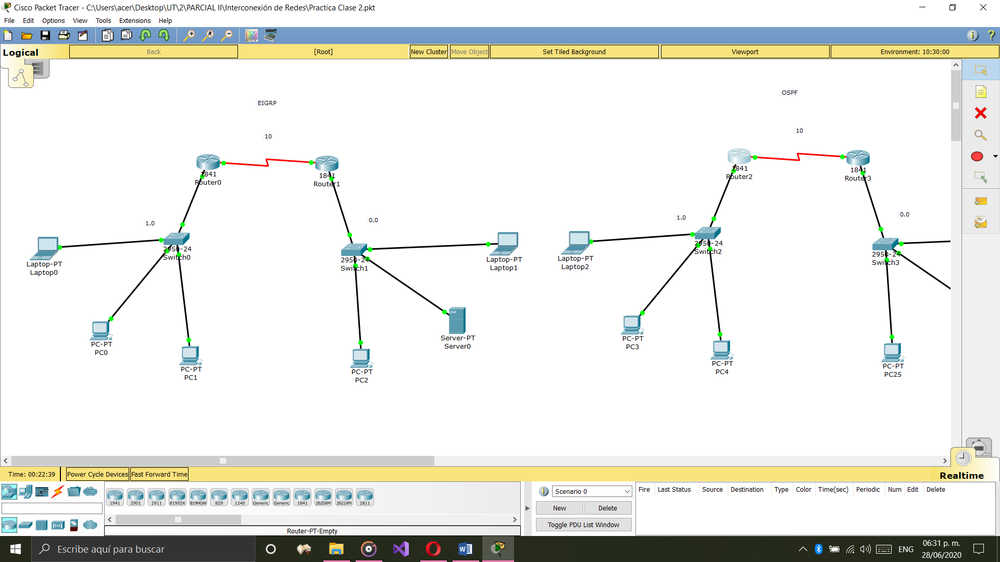 Cisco Packet Tracer - C:\Users\acer\Desktop\UT\2\PARCIAL II\Interconexión de Redes\Practica Clase 2.pkt
File Edit Options View Tools Extensions Help
Logical Back [Root] New Cluster Move Object Set Tiled Background Viewport Environment: 10:30:00
EIGRP
10
1841
Router0
1841
Router1
1.0
0.0
Laptop-PT
Laptop0
2950-24
Switch0
2950-24
Switch1
Laptop-PT
Laptop1
PC-PT
PC0
PC-PT
PC1
PC-PT
PC2
Server-PT
Server0
OSPF
10
1841
Router2
1841
Router3
1.0
0.0
Laptop-PT
Laptop2
2950-24
Switch2
2950-24
Switch3
PC-PT
PC3
PC-PT
PC4
PC-PT
PC25
Time: 00:22:39 Power Cycle Devices Fast Forward Time
Realtime
1941 2901 2911 819IOX 819HGW 829 1240 Generic Generic 1841 2620XM 2621XM 2811
Router-PT-Empty
Scenario 0
New Delete
Toggle PDU List Window
Fire Last Status Source Destination Type Color Time(sec) Periodic Num Edit Delete
Escribe aquí para buscar
ENG
06:31 p. m.
28/06/2020